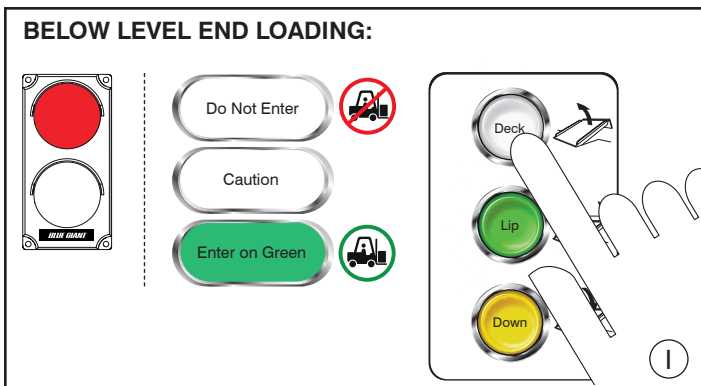 BELOW LEVEL END LOADING:
Do Not Enter
Caution
Enter on Green
BLUE GIANT
Deck
Lip
Down
I